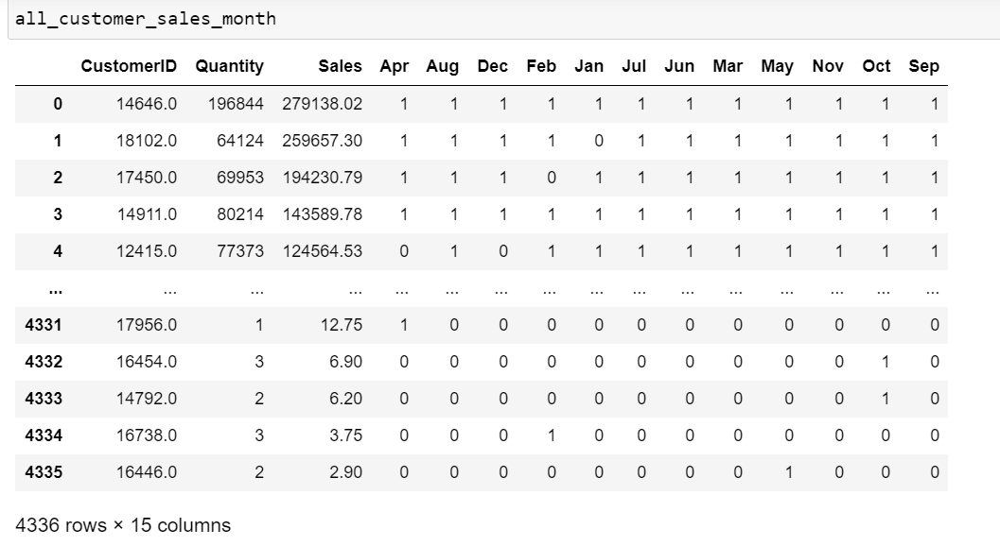 all_customer_sales_month
CustomerID Quantity Sales Apr Aug Dec Feb Jan Jul Jun Mar May Nov Oct Sep
0 14646.0 196844 279138.02 1 1 1 1 1 1 1 1 1 1 1 1
1 18102.0 64124 259657.30 1 1 1 1 0 1 1 1 1 1 1 1
2 17450.0 69953 194230.79 1 1 1 0 1 1 1 1 1 1 1 1
3 14911.0 80214 143589.78 1 1 1 1 1 1 1 1 1 1 1 1
4 12415.0 77373 124564.53 0 1 0 1 1 1 1 1 1 1 1 1
... ... ... ... ... ... ... ... ... ... ... ... ... ... ... ...
4331 17956.0 1 12.75 1 0 0 0 0 0 0 0 0 0 0 0
4332 16454.0 3 6.90 0 0 0 0 0 0 0 0 0 0 1 0
4333 14792.0 2 6.20 0 0 0 0 0 0 0 0 0 0 1 0
4334 16738.0 3 3.75 0 0 0 1 0 0 0 0 0 0 0 0
4335 16446.0 2 2.90 0 0 0 0 0 0 0 0 1 0 0 0
4336 rows × 15 columns